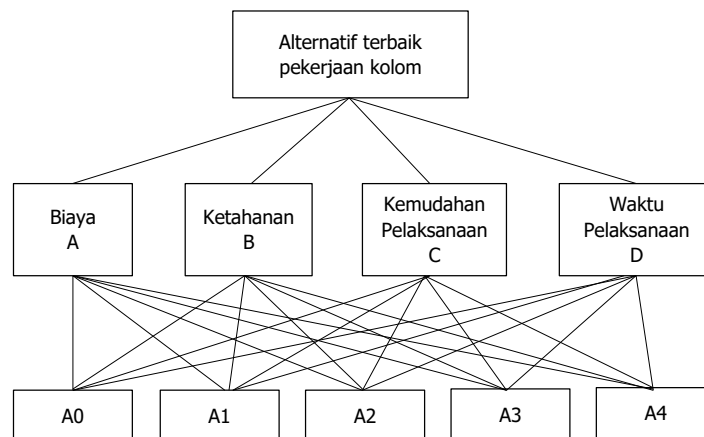 Alternatif terbaik
pekerjaan kolom
Biaya
A
Ketahanan
B
Kemudahan
Pelaksanaan
C
Waktu
Pelaksanaan
D
A0
A1
A2
A3
A4